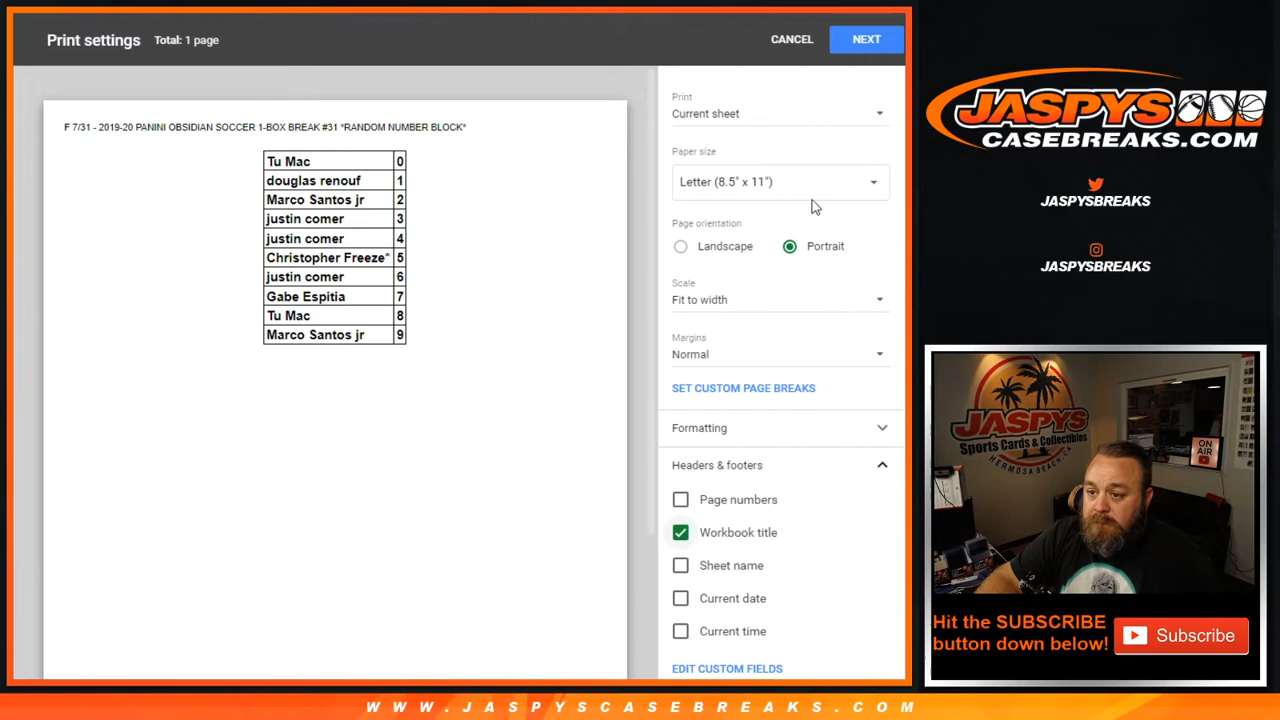 Print settings Total: 1 page CANCEL NEXT
F 7/31 - 2019-20 PANINI OBSIDIAN SOCCER 1-BOX BREAK #31 *RANDOM NUMBER BLOCK*
Tu Mac 0
douglas renouf 1
Marco Santos jr 2
justin comer 3
justin comer 4
Christopher Freeze* 5
justin comer 6
Gabe Espitia 7
Tu Mac 8
Marco Santos jr 9
Print
Current sheet
Paper size
Letter (8.5" x 11")
Page orientation
Landscape Portrait
Scale
Fit to width
Margins
Normal
SET CUSTOM PAGE BREAKS
Formatting
Headers & footers
Page numbers
Workbook title
Sheet name
Current date
Current time
EDIT CUSTOM FIELDS
JASPYS
CASEBREAKS.COM
JASPYSBREAKS
JASPYSBREAKS
JASPYS
Sports Cards & Collectibles
HERMOSA BEACH, CA
ON
AIR
Hit the SUBSCRIBE
button down below!
Subscribe
WWW.JASPYSCASEBREAKS.COM